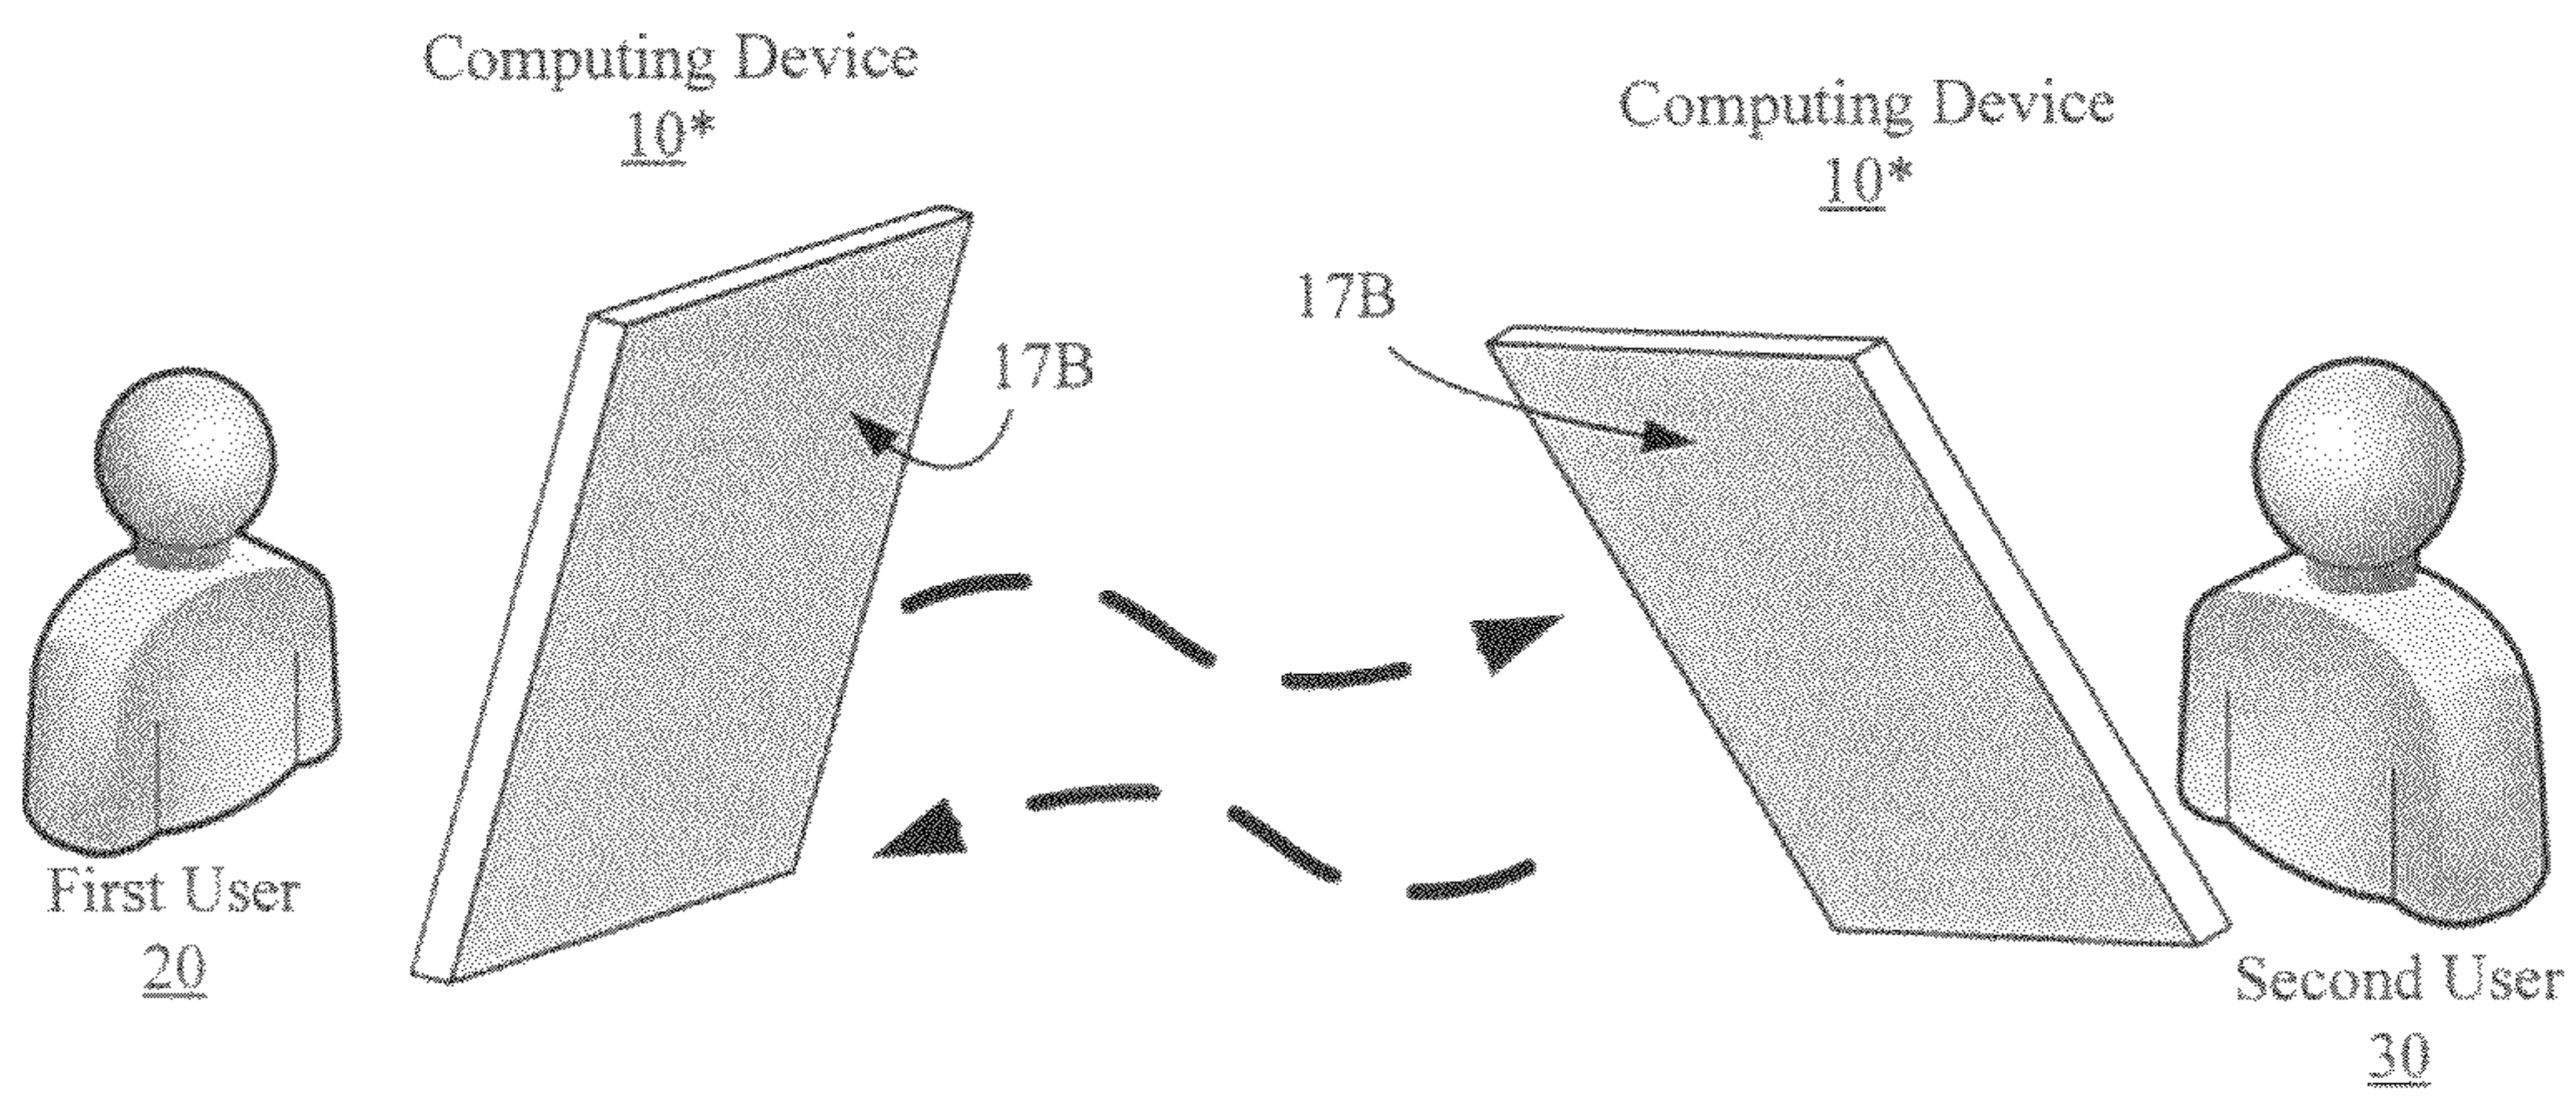 Computing Device
10*
Computing Device
10*
17B
17B
First User
20
Second User
30